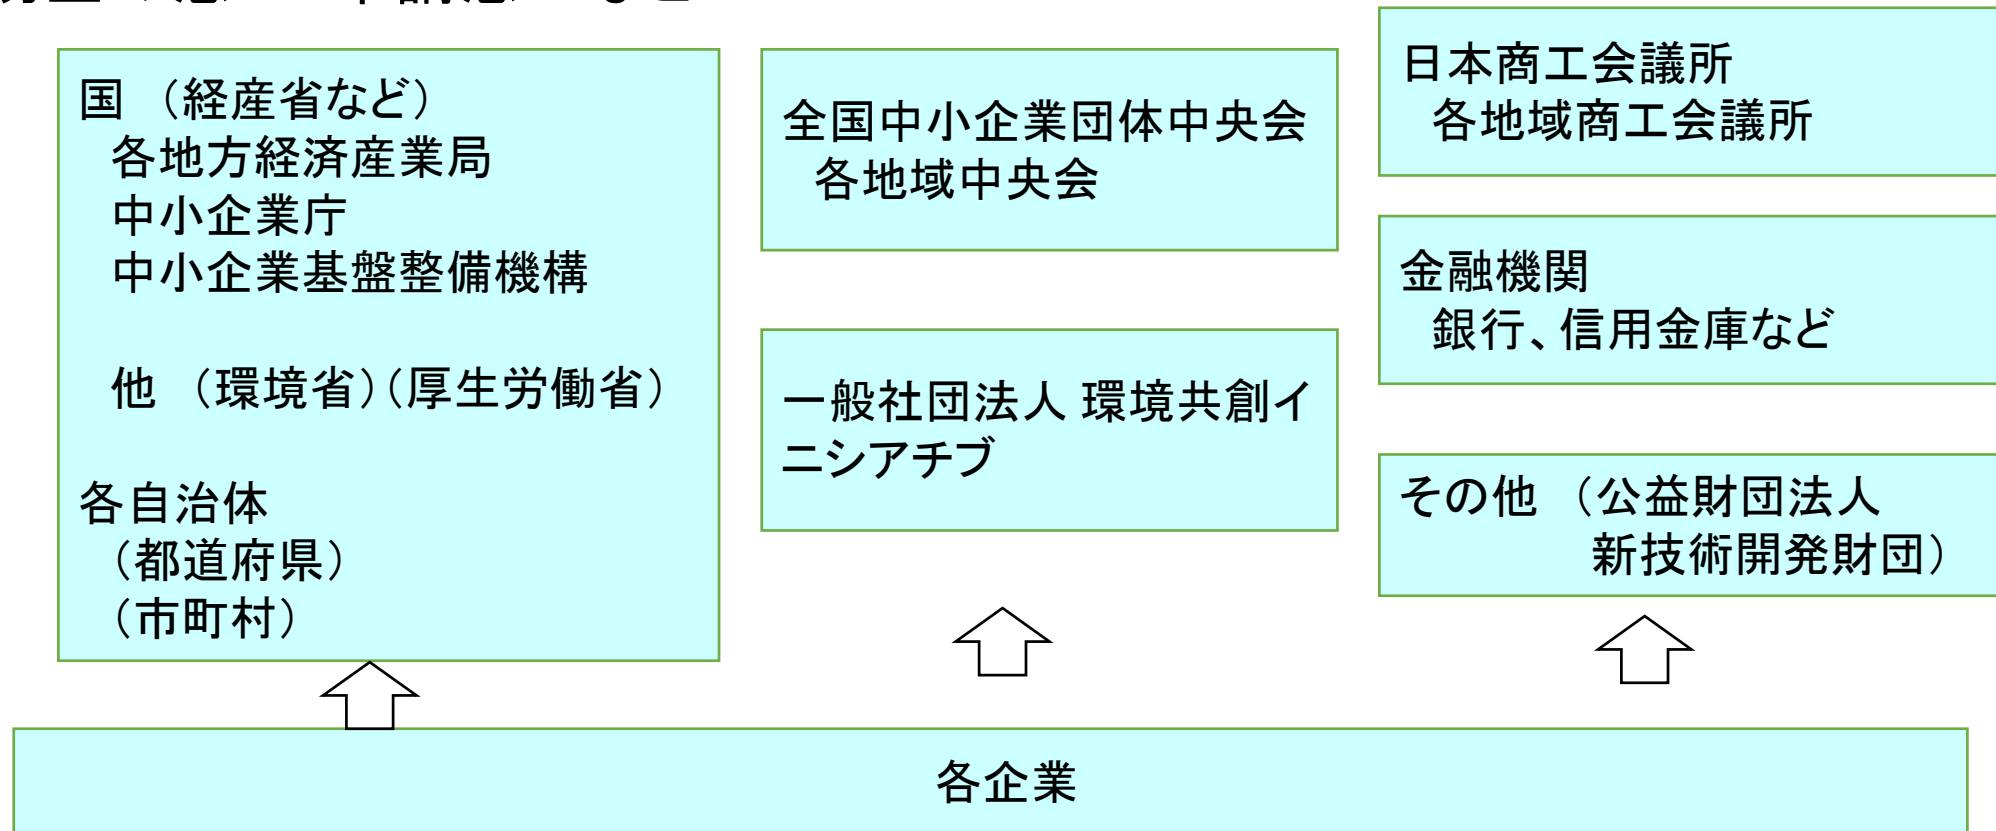 国 （経産省など）
各地方経済産業局
中小企業庁
中小企業基盤整備機構
他 （環境省）（厚生労働省）
各自治体
（都道府県）
（市町村）
全国中小企業団体中央会
各地域中央会
一般社団法人 環境共創イ
ニシアチブ
日本商工会議所
各地域商工会議所
金融機関
銀行、信用金庫など
その他 （公益財団法人
新技術開発財団）
各企業